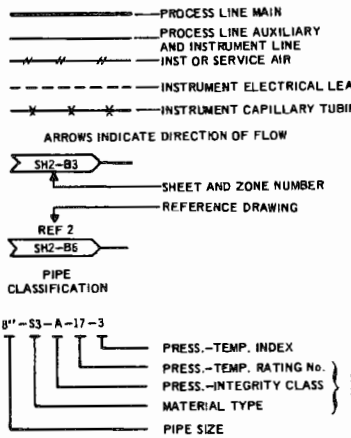 PROCESS LINE MAIN
PROCESS LINE AUXILIARY
AND INSTRUMENT LINE
INST OR SERVICE AIR
INSTRUMENT ELECTRICAL LEA
INSTRUMENT CAPILLARY TUBI
ARROWS INDICATE DIRECTION OF FLOW
SH2-B3
SHEET AND ZONE NUMBER
REFERENCE DRAWING
REF 2
SH2-B6
PIPE
CLASSIFICATION
8"-S3-A-17-3
PRESS.-TEMP. INDEX
PRESS.-TEMP. RATING No.
PRESS.-INTEGRITY CLASS
MATERIAL TYPE
PIPE SIZE